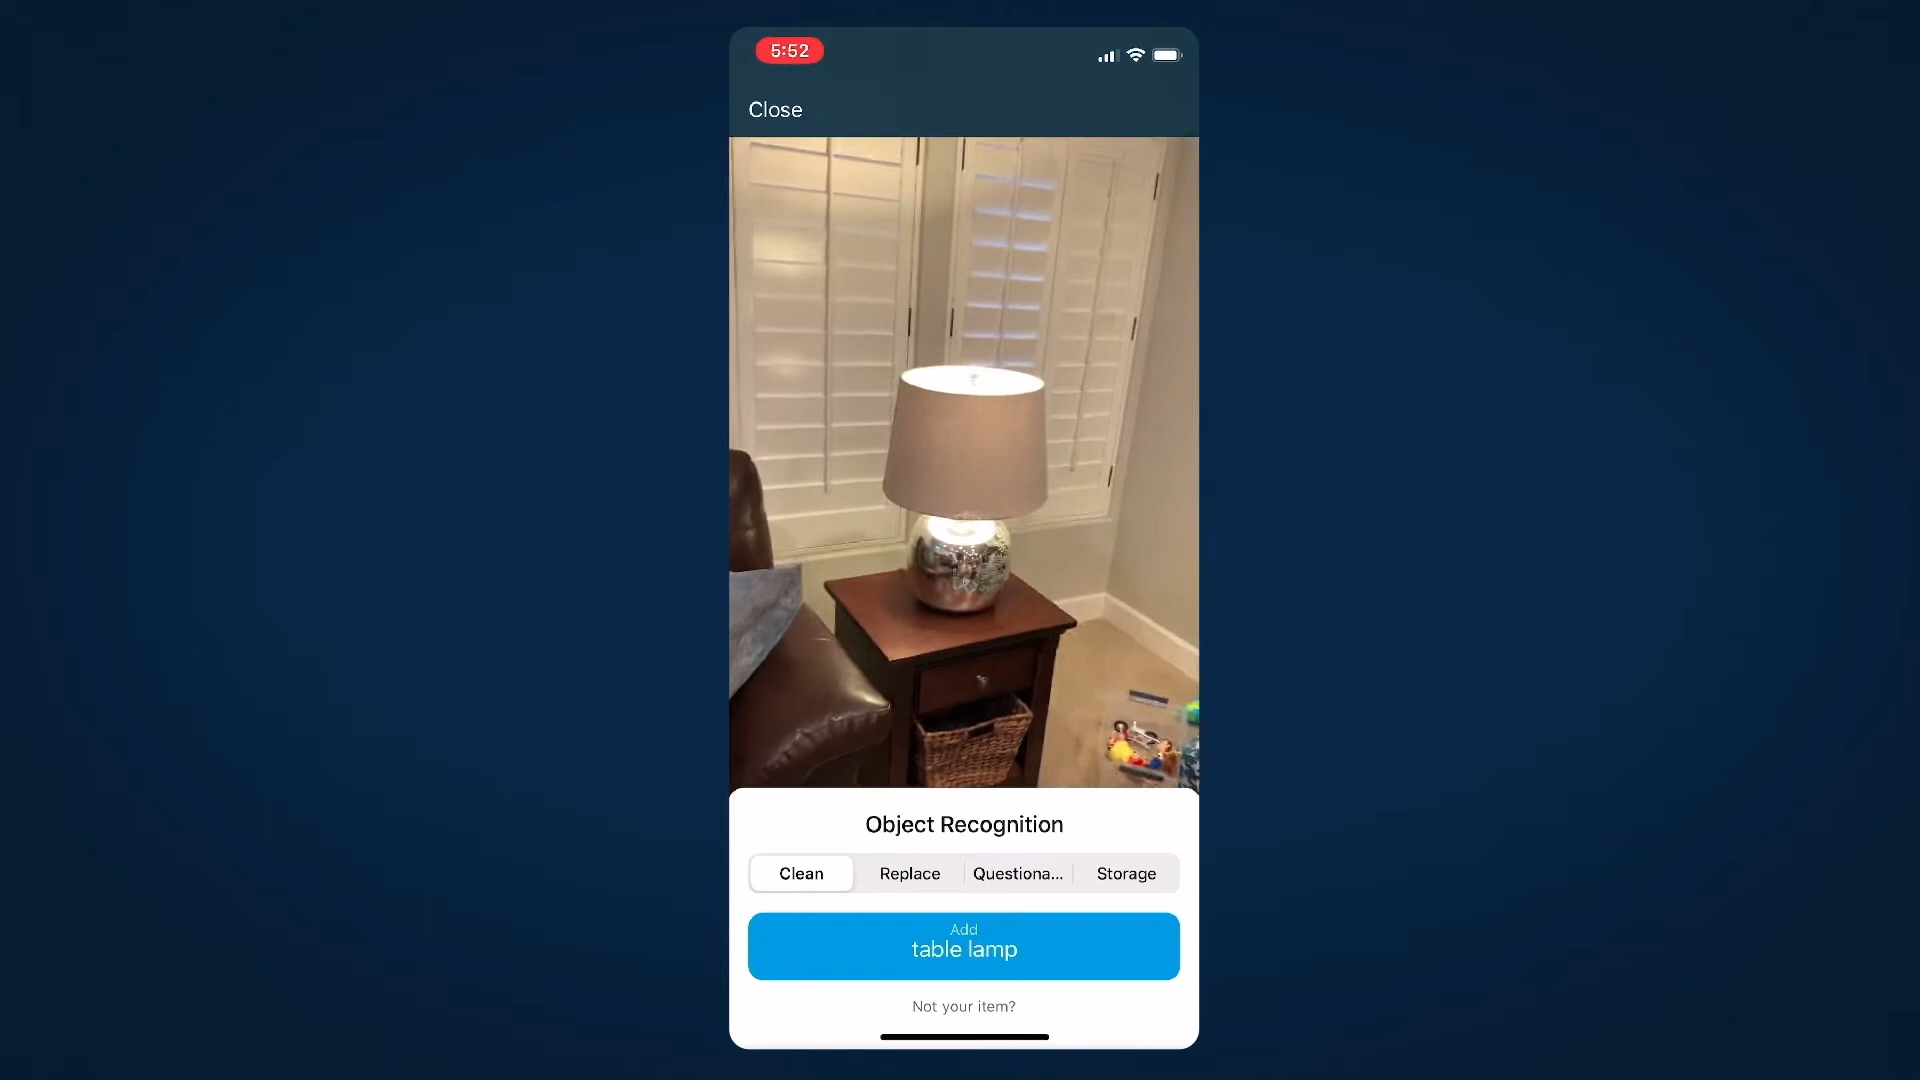 5:52
Close
Object Recognition
Clean Replace Questiona... Storage
Add
table lamp
Not your item?